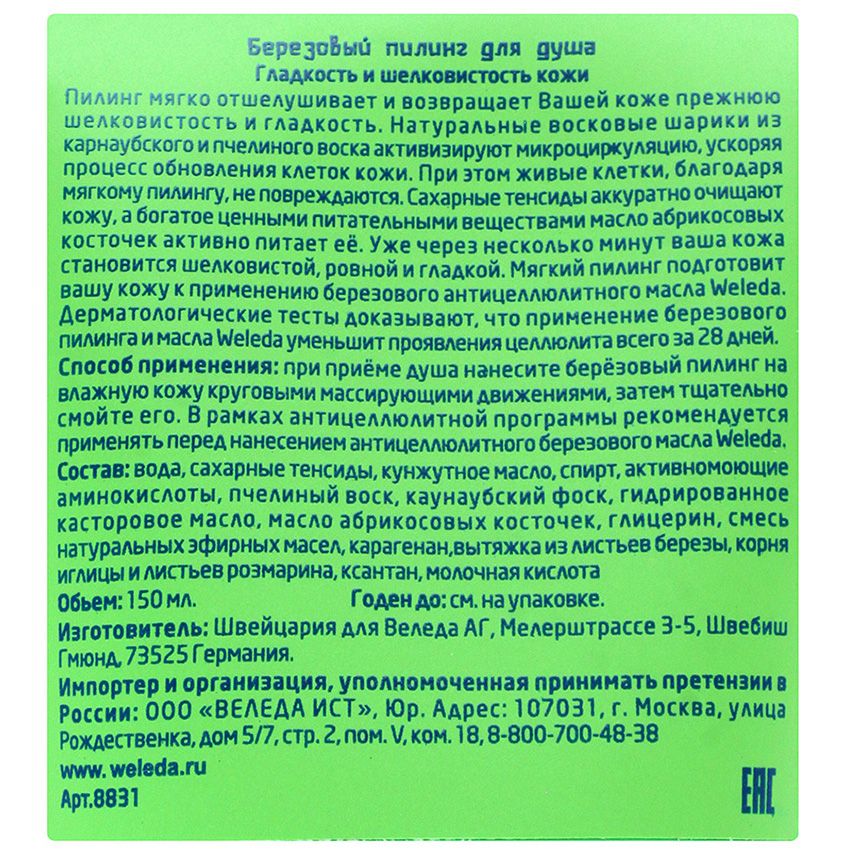 Березовый пилинг для душа
Гладкость и шелковистость кожи
Пилинг мягко отшелушивает и возвращает Вашей коже прежнюю
шелковистость и гладкость. Натуральные восковые шарики из
карнаубского и пчелиного воска активизируют микроциркуляцию, ускоряя
процесс обновления клеток кожи. При этом живые клетки, благодаря
мягкому пилингу, не повреждаются. Сахарные тенсиды аккуратно очищают
кожу, а богатое ценными питательными веществами масло абрикосовых
косточек активно питает её. Уже через несколько минут ваша кожа
становится шелковистой, ровной и гладкой. Мягкий пилинг подготовит
вашу кожу к применению березового антицеллюлитного масла Weleda.
Дерматологические тесты доказывают, что применение березового
пилинга и масла Weleda уменьшит проявления целлюлита всего за 28 дней.
Способ применения: при приёме душа нанесите берёзовый пилинг на
влажную кожу круговыми массирующими движениями, затем тщательно
смойте его. В рамках антицеллюлитной программы рекомендуется
применять перед нанесением антицеллюлитного березового масла Weleda.
Состав: вода, сахарные тенсиды, кунжутное масло, спирт, активномоющие
аминокислоты, пчелиный воск, каунаубский фоск, гидрированное
касторовое масло, масло абрикосовых косточек, глицерин, смесь
натуральных эфирных масел, карагенан,вытяжка из листьев березы, корня
иглицы и листьев розмарина, ксантан, молочная кислота
Обьем: 150 мл. Годен до: см. на упаковке.
Изготовитель: Швейцария для Веледа АГ, Мелерштрассе 3-5, Швебиш
Гмюнд, 73525 Германия.
Импортер и организация, уполномоченная принимать претензии в
России: ООО «ВЕЛЕДА ИСТ», Юр. Адрес: 107031, г. Москва, улица
Рождественка, дом 5/7, стр. 2, пом. V, ком. 18, 8-800-700-48-38
www. weleda.ru
Арт.8831
EAC